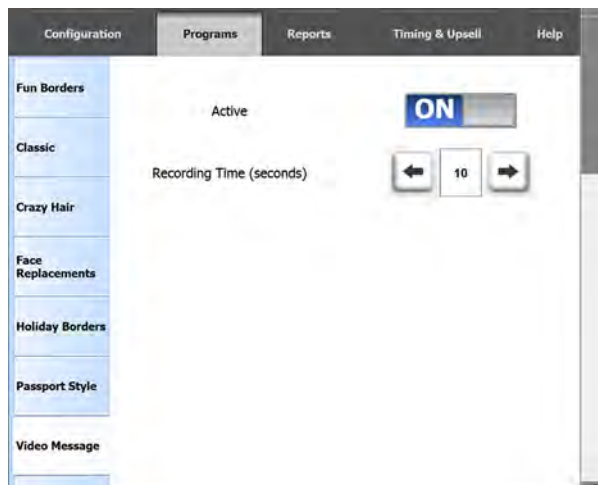 Configuration Programs Reports Timing & Upsell Help
Fun Borders
Active ON
Classic
Recording Time (seconds) 10
Crazy Hair
Face
Replacements
Holiday Borders
Passport Style
Video Message